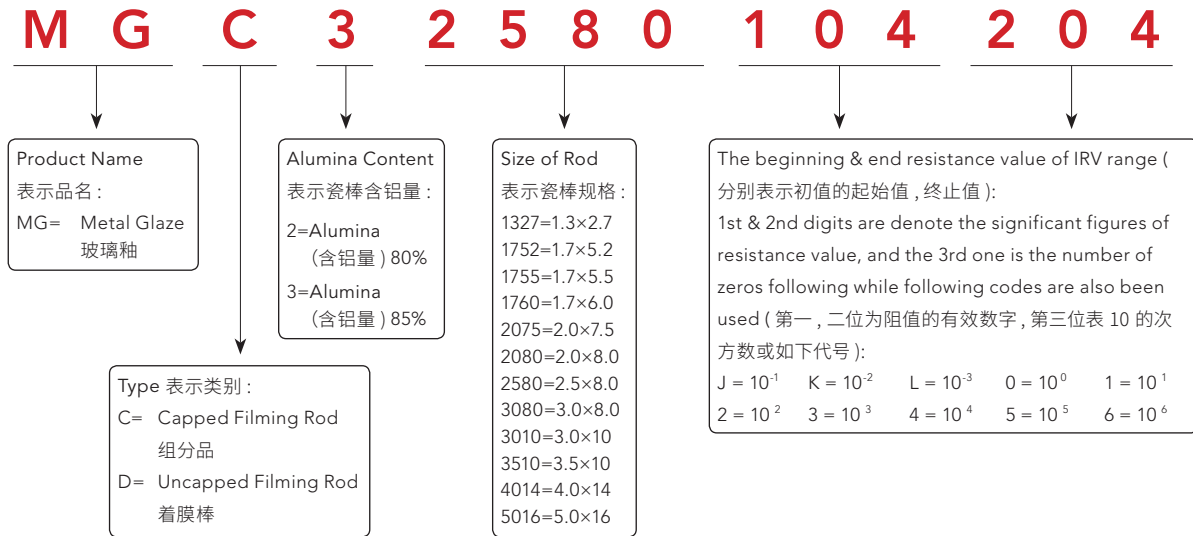 M G C 3 2 5 8 0 1 0 4 2 0 4
Product Name
表示品名 :
MG= Metal Glaze
玻璃釉
Type 表示类别 :
C= Capped Filming Rod
组分品
D= Uncapped Filming Rod
着膜棒
Alumina Content
表示瓷棒含铝量 :
2=Alumina
（含铝量 ) 80%
3=Alumina
（含铝量 ) 85%
Size of Rod
表示瓷棒规格 :
1327=1.3×2.7
1752=1.7×5.2
1755=1.7×5.5
1760=1.7×6.0
2075=2.0×7.5
2080=2.0×8.0
2580=2.5×8.0
3080=3.0×8.0
3010=3.0×10
3510=3.5×10
4014=4.0×14
5016=5.0×16
The beginning & end resistance value of IRV range (
分别表示初值的起始值 , 终止值 ):
1st & 2nd digits are denote the significant figures of
resistance value, and the 3rd one is the number of
zeros following while following codes are also been
used ( 第一 , 二位为阻值的有效数字 , 第三位表 10 的次
方数或如下代号 ):
J = 10⁻¹ K = 10⁻² L = 10⁻³ 0 = 10⁰ 1 = 10¹
2 = 10² 3 = 10³ 4 = 10⁴ 5 = 10⁵ 6 = 10⁶